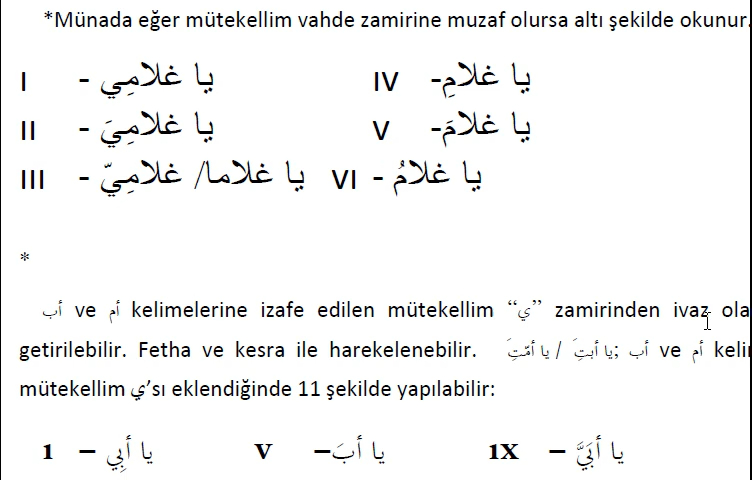 *Münada eğer mütekellim vahde zamirine muzaf olursa altı şekilde okunur.
I - يا غلامِي IV - يا غلامِ
II - يا غلامِيَ V - يا غلامَ
III - يا غلاما/ غلامِيّ VI - يا غلامُ
*
أب ve أم kelimelerine izafe edilen mütekellim “ي” zamirinden ivaz ola
getirilebilir. Fetha ve kesra ile harekelenebilir. يا أبتَِ / يا أمّتَِ; أب ve أم keli
mütekellim ي’sı eklendiğinde 11 şekilde yapılabilir:
1 – يا أبِي V – يا أبَ 1X – يا أبَيَّ